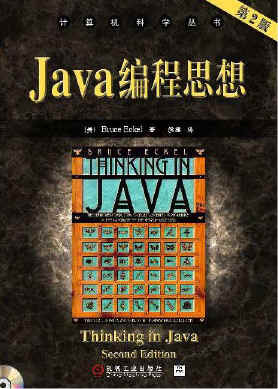 计算机科学丛书
第2版
Java编程思想
(美) Bruce Eckel 著 侯捷 译
BRUCE ECKEL
THINKING IN
JAVA
Thinking in Java
Second Edition
机械工业出版社